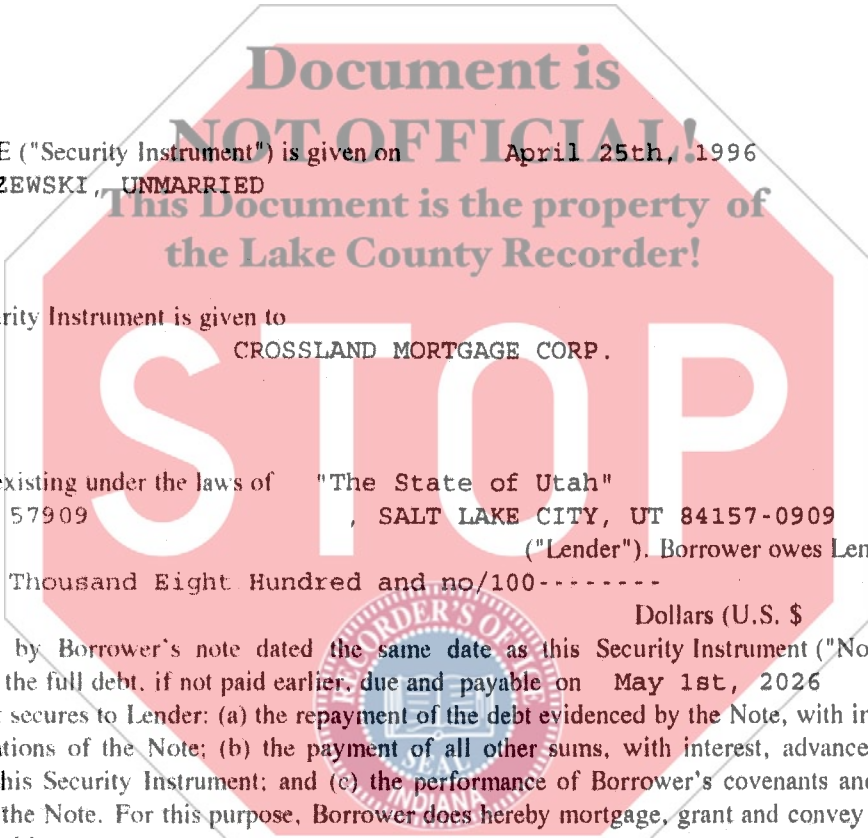 Document is
NOT OFFICIAL!
E ("Security Instrument") is given on April 25th, 1996
ZEWSKI, UNMARRIED
This Document is the property of
the Lake County Recorder!
rity Instrument is given to
CROSSLAND MORTGAGE CORP.
STOP
existing under the laws of "The State of Utah"
57909 , SALT LAKE CITY, UT 84157-0909
("Lender"). Borrower owes Len
Thousand Eight Hundred and no/100--------
Dollars (U.S. $
by Borrower's note dated the same date as this Security Instrument ("No
the full debt, if not paid earlier, due and payable on May 1st, 2026
t secures to Lender: (a) the repayment of the debt evidenced by the Note, with in
ations of the Note; (b) the payment of all other sums, with interest, advance
his Security Instrument; and (c) the performance of Borrower's covenants and
the Note. For this purpose, Borrower does hereby mortgage, grant and convey
RECORDER'S OFFICE
SEAL
INDIANA